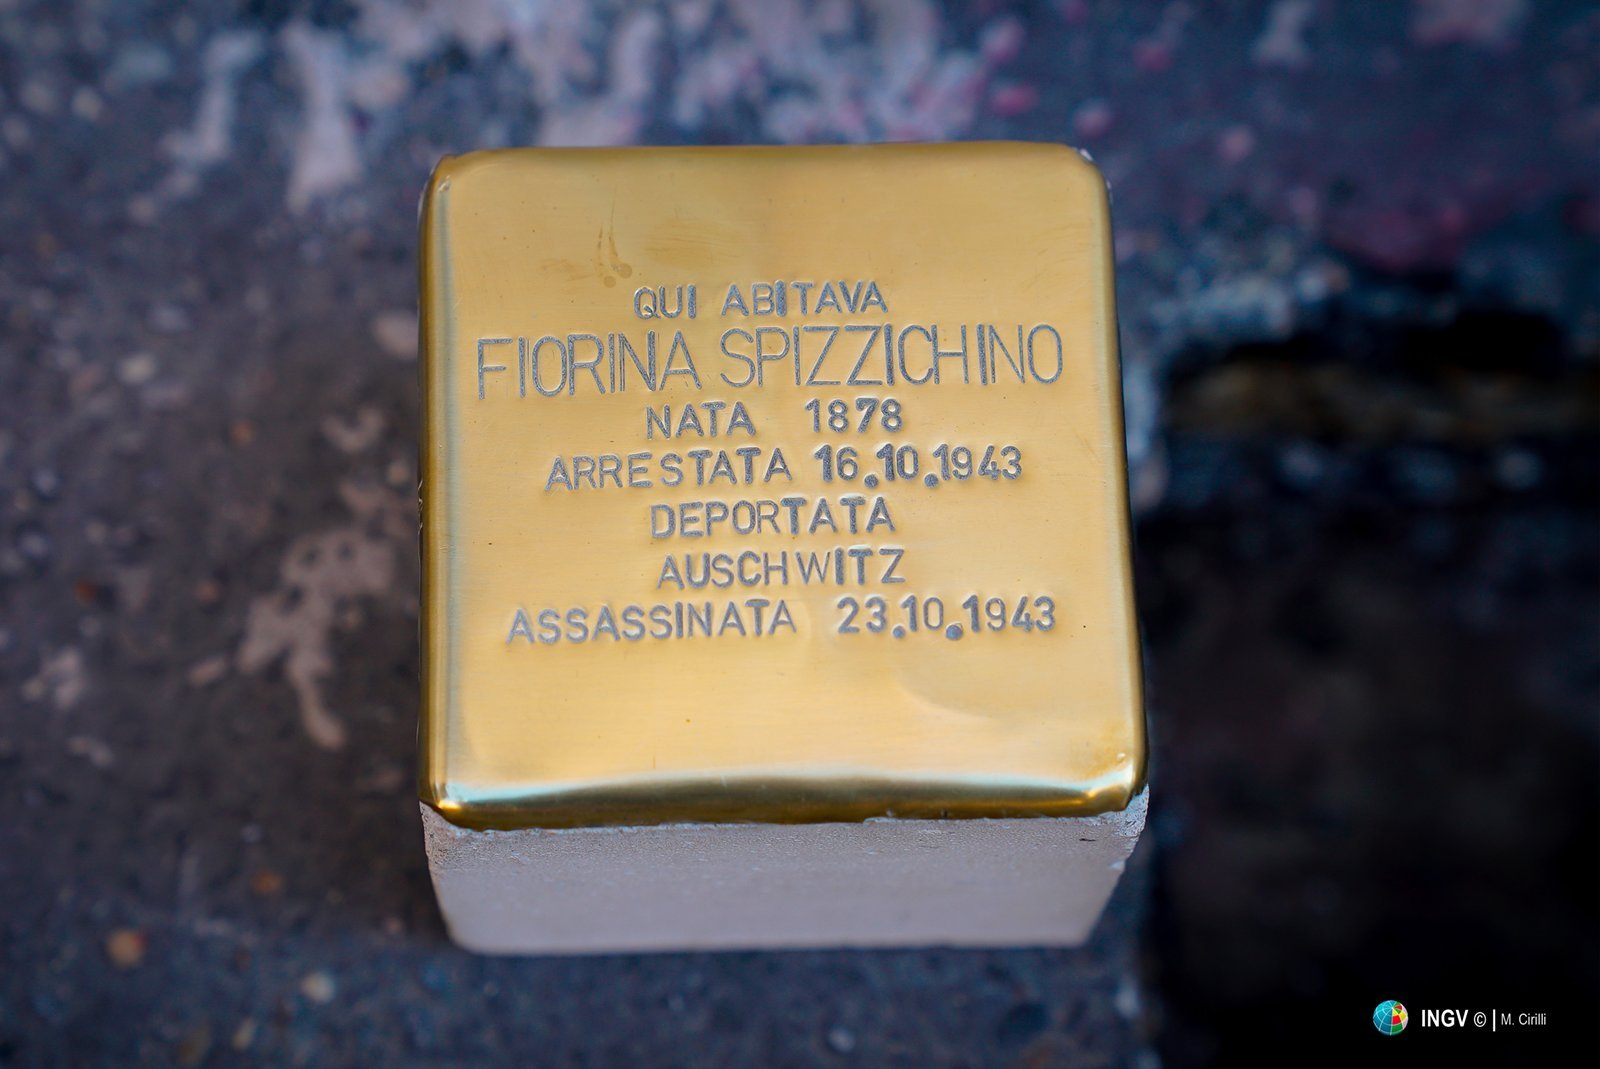 QUI ABITAVA
FIORINA SPIZZICHINO
NATA 1878
ARRESTATA 16.10.1943
DEPORTATA
AUSCHWITZ
ASSASSINATA 23.10.1943
INGV © | M. Cirilli